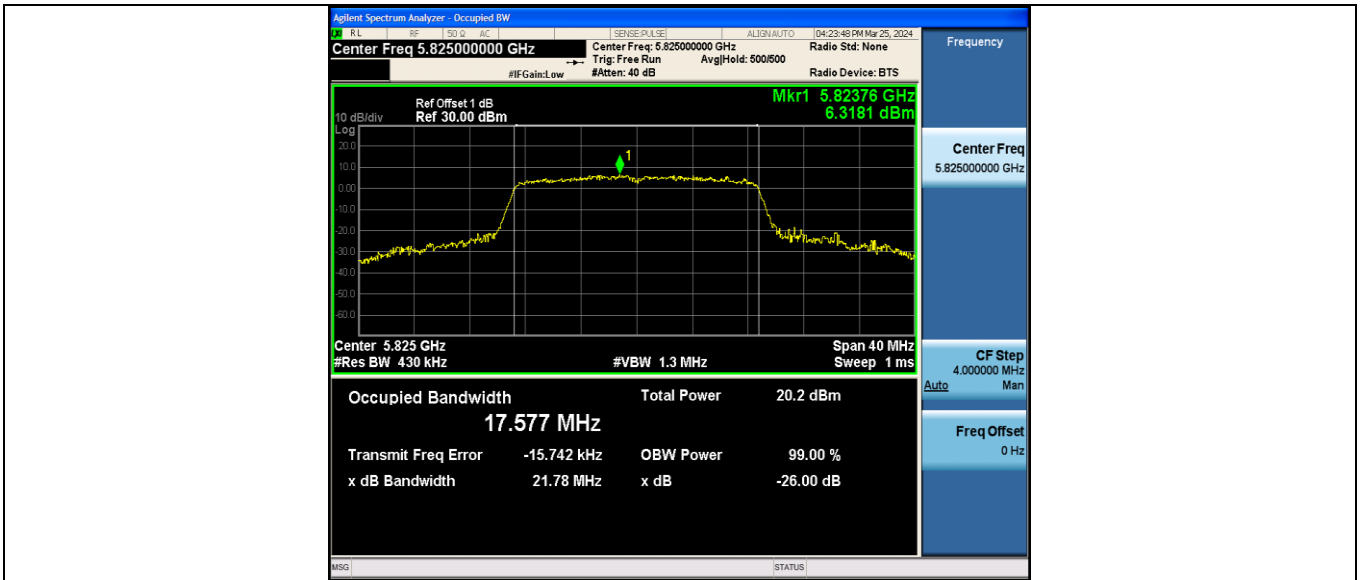 Agilent Spectrum Analyzer - Occupied BW
LXI RL RF 50 Ω AC SENSE:PULSE ALIGNAUTO 04:23:48 PM Mar 25, 2024
Center Freq 5.825000000 GHz
Center Freq: 5.825000000 GHz Radio Std: None
Trig: Free Run Avg|Hold: 500/500
#IFGain:Low #Atten: 40 dB Radio Device: BTS
Mkr1 5.82376 GHz
6.3181 dBm
Ref Offset 1 dB
10 dB/div Ref 30.00 dBm
Log
20.0
10.0
0.00
-10.0
-20.0
-30.0
-40.0
-50.0
-60.0
1
Center 5.825 GHz Span 40 MHz
#Res BW 430 kHz #VBW 1.3 MHz Sweep 1 ms
Occupied Bandwidth Total Power 20.2 dBm
17.577 MHz
Transmit Freq Error -15.742 kHz OBW Power 99.00 %
x dB Bandwidth 21.78 MHz x dB -26.00 dB
Frequency
Center Freq
5.825000000 GHz
CF Step
4.000000 MHz
Auto Man
Freq Offset
0 Hz
MSG STATUS